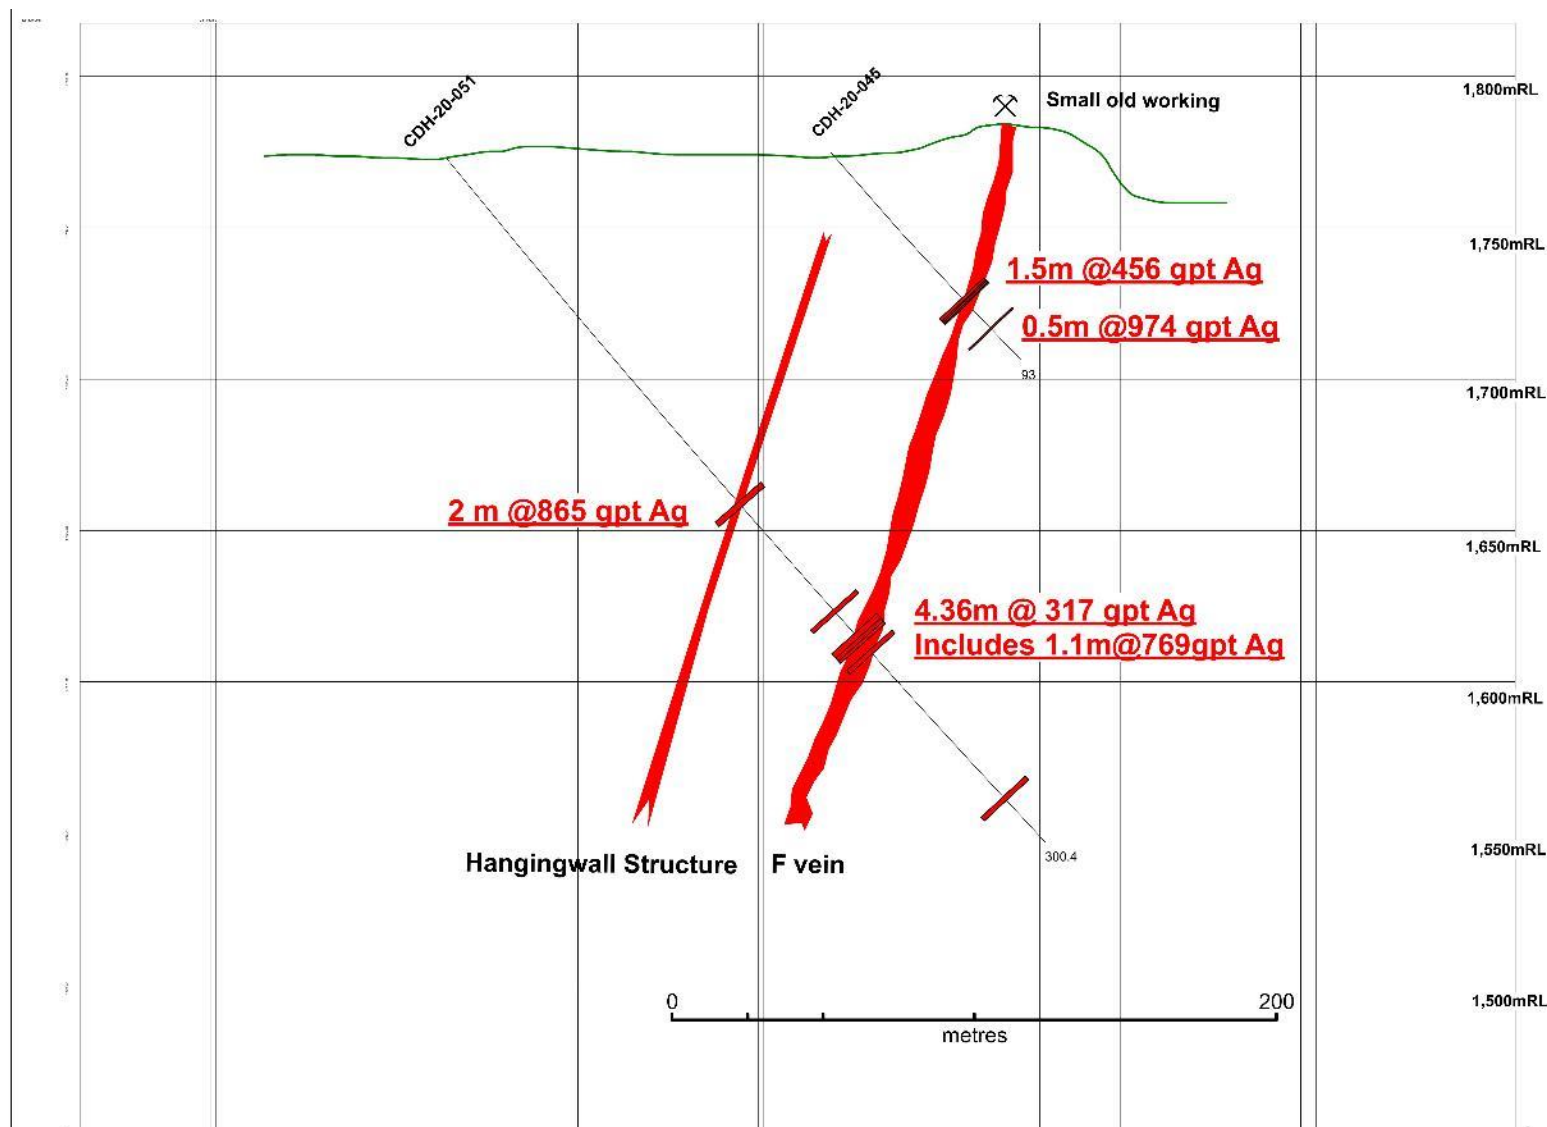 CDH-20-051
CDH-20-045
Small old working
1,800mRL
1,750mRL
1.5m @456 gpt Ag
0.5m @974 gpt Ag
93
1,700mRL
2 m @865 gpt Ag
1,650mRL
4.36m @ 317 gpt Ag
Includes 1.1m@769gpt Ag
1,600mRL
Hangingwall Structure
F vein
300.4
1,550mRL
0
200
metres
1,500mRL